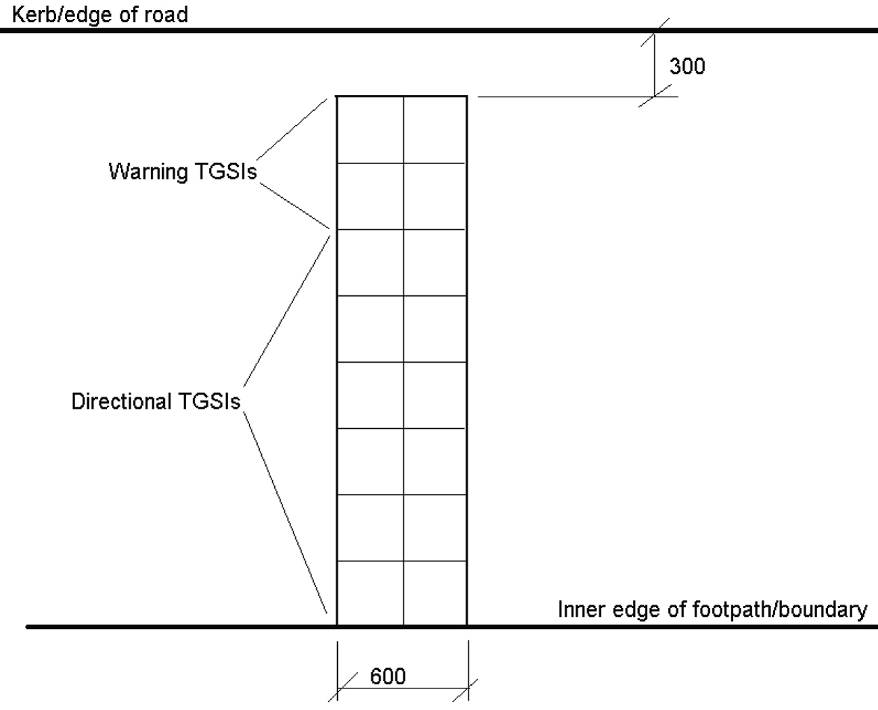 Kerb/edge of road
300
Warning TGSIs
Directional TGSIs
Inner edge of footpath/boundary
600